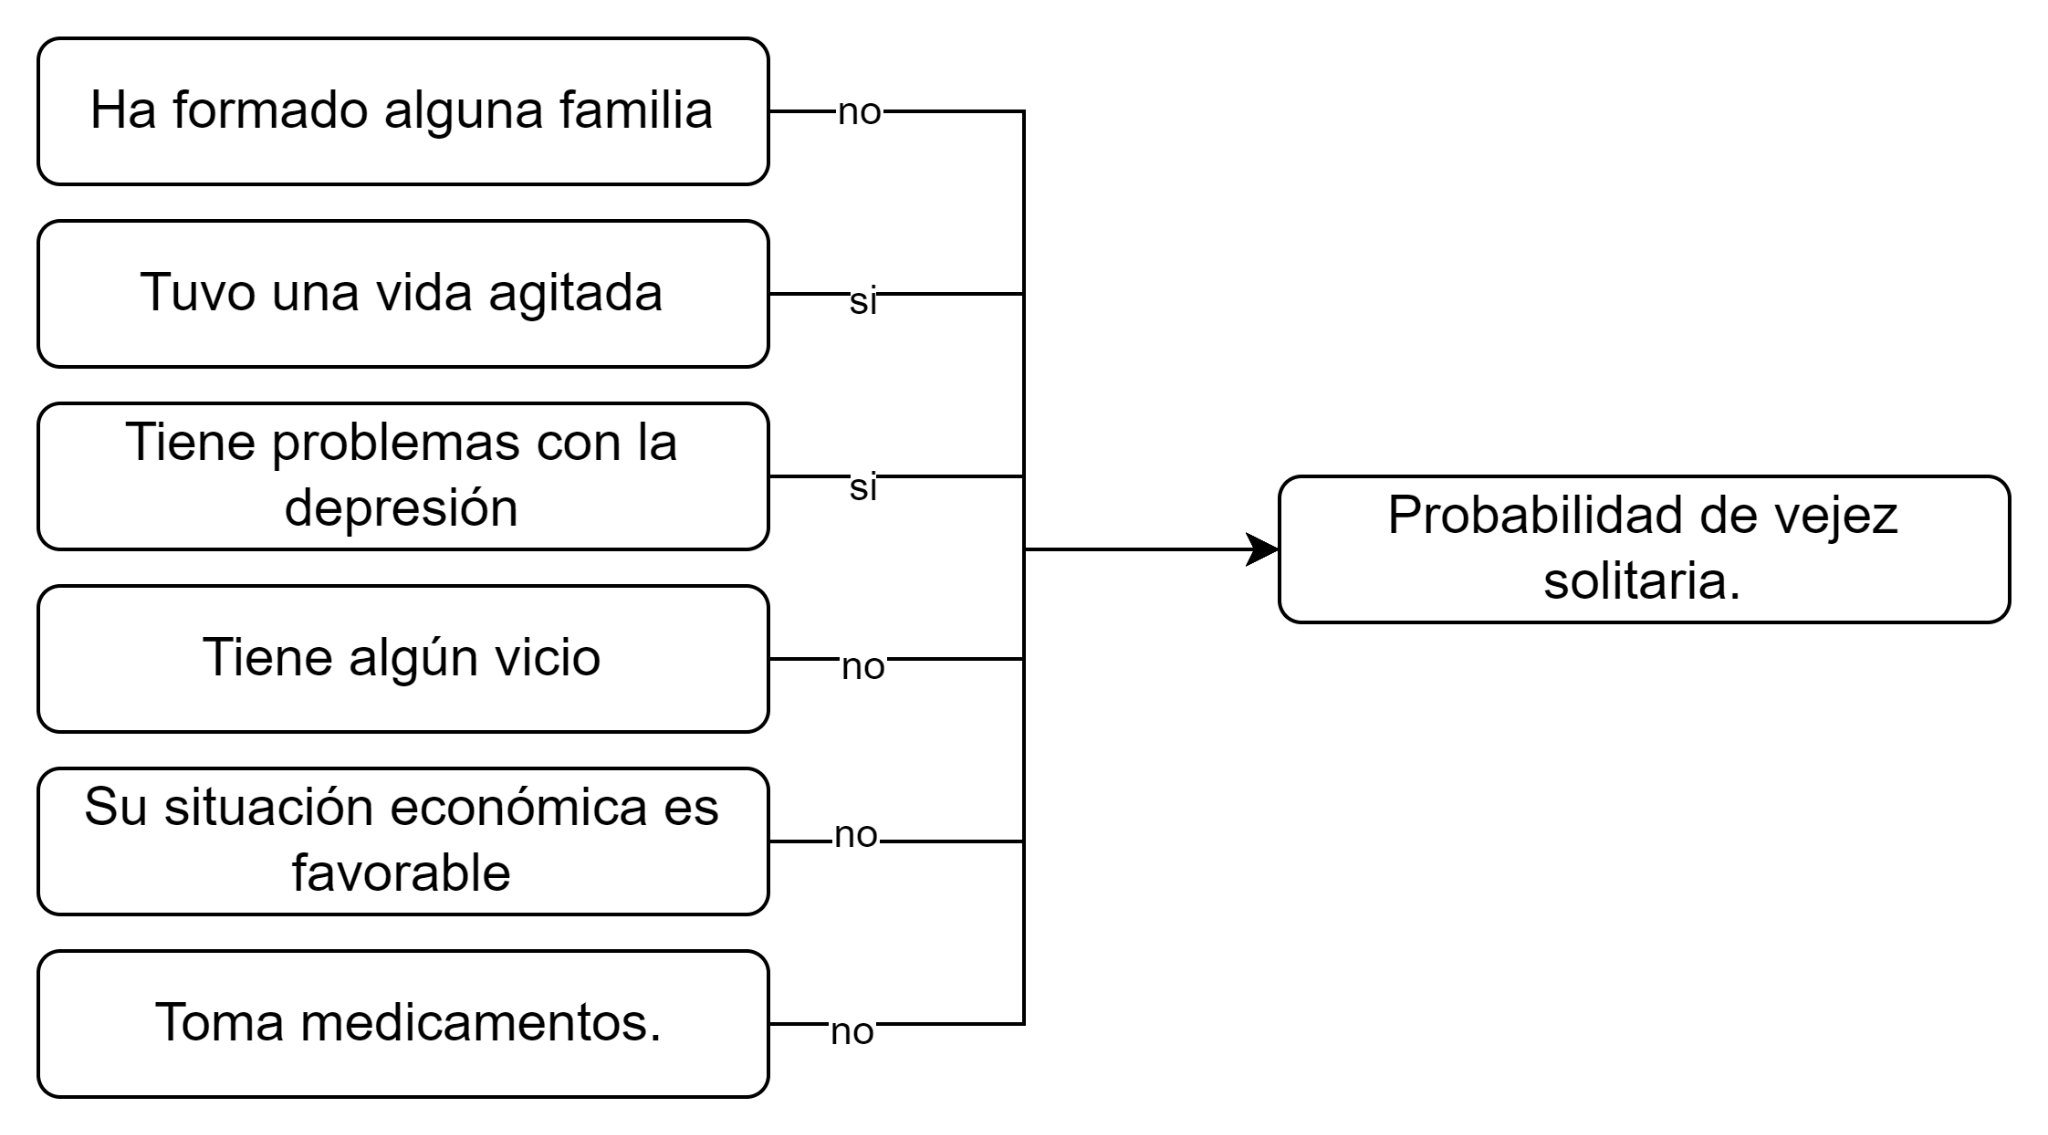 Ha formado alguna familia
no
Tuvo una vida agitada
si
Tiene problemas con la
depresión
si
Tiene algún vicio
no
Su situación económica es
favorable
no
Toma medicamentos.
no
Probabilidad de vejez
solitaria.